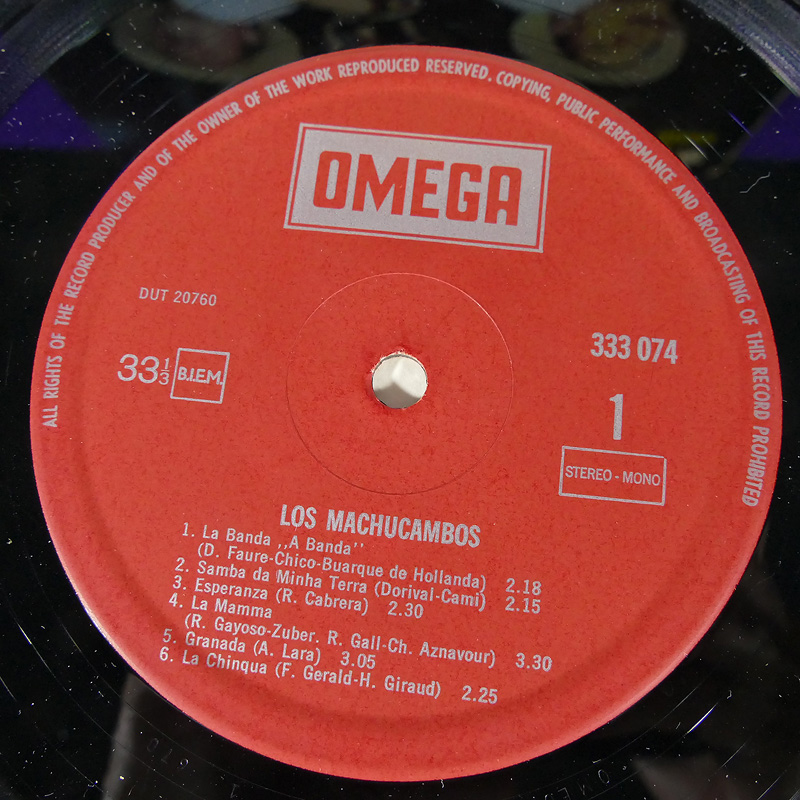 ALL RIGHTS OF THE RECORD PRODUCER AND OF THE OWNER OF THE WORK REPRODUCED RESERVED. COPYING, PUBLIC PERFORMANCE AND BROADCASTING OF THIS RECORD PROHIBITED
OMEGA
DUT 20760
33 1/3 B.I.E.M.
333 074
1
STEREO - MONO
LOS MACHUCAMBOS
1. La Banda ,,A Banda''
(D. Faure-Chico-Buarque de Hollanda) 2.18
2. Samba da Minha Terra (Dorival-Cami) 2.15
3. Esperanza (R. Cabrera) 2.30
4. La Mamma
(R. Gayoso-Zuber. R. Gall-Ch. Aznavour) 3.30
5. Granada (A. Lara) 3.05
6. La Chinqua (F. Gerald-H. Giraud) 2.25